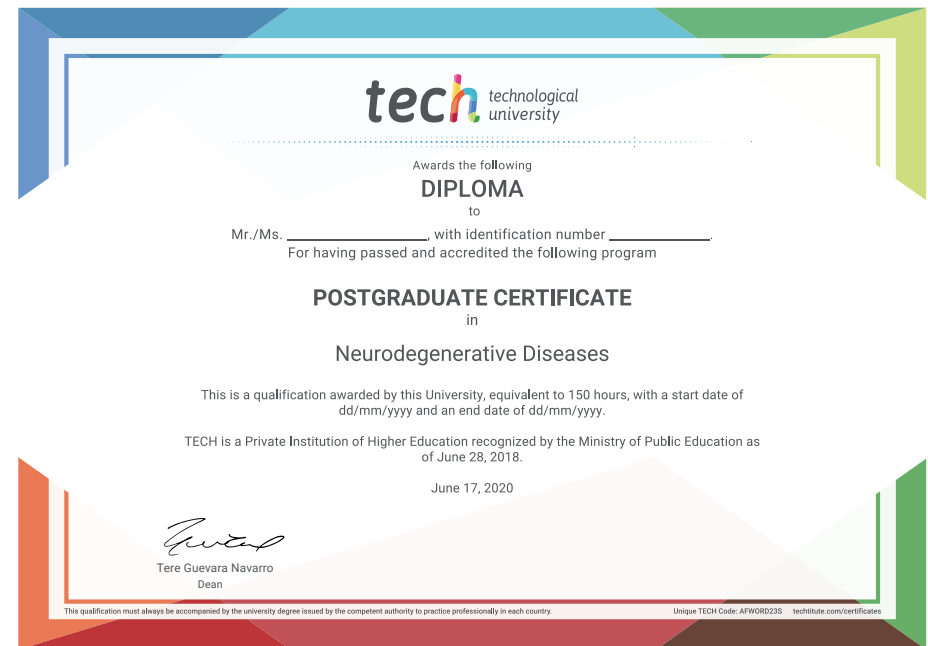 tech technological
university
Awards the following
DIPLOMA
to
Mr./Ms. ____________, with identification number ____________.
For having passed and accredited the following program
POSTGRADUATE CERTIFICATE
in
Neurodegenerative Diseases
This is a qualification awarded by this University, equivalent to 150 hours, with a start date of
dd/mm/yyyy and an end date of dd/mm/yyyy.
TECH is a Private Institution of Higher Education recognized by the Ministry of Public Education as
of June 28, 2018.
June 17, 2020
Tere Guevara Navarro
Dean
This qualification must always be accompanied by the university degree issued by the competent authority to practice professionally in each country.
Unique TECH Code: AFWORD23S techtitute.com/certificates